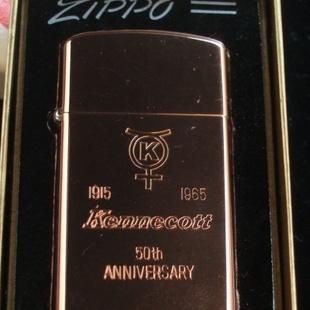 ZIPPO
K
1915 1965
Kennecott
50th
ANNIVERSARY